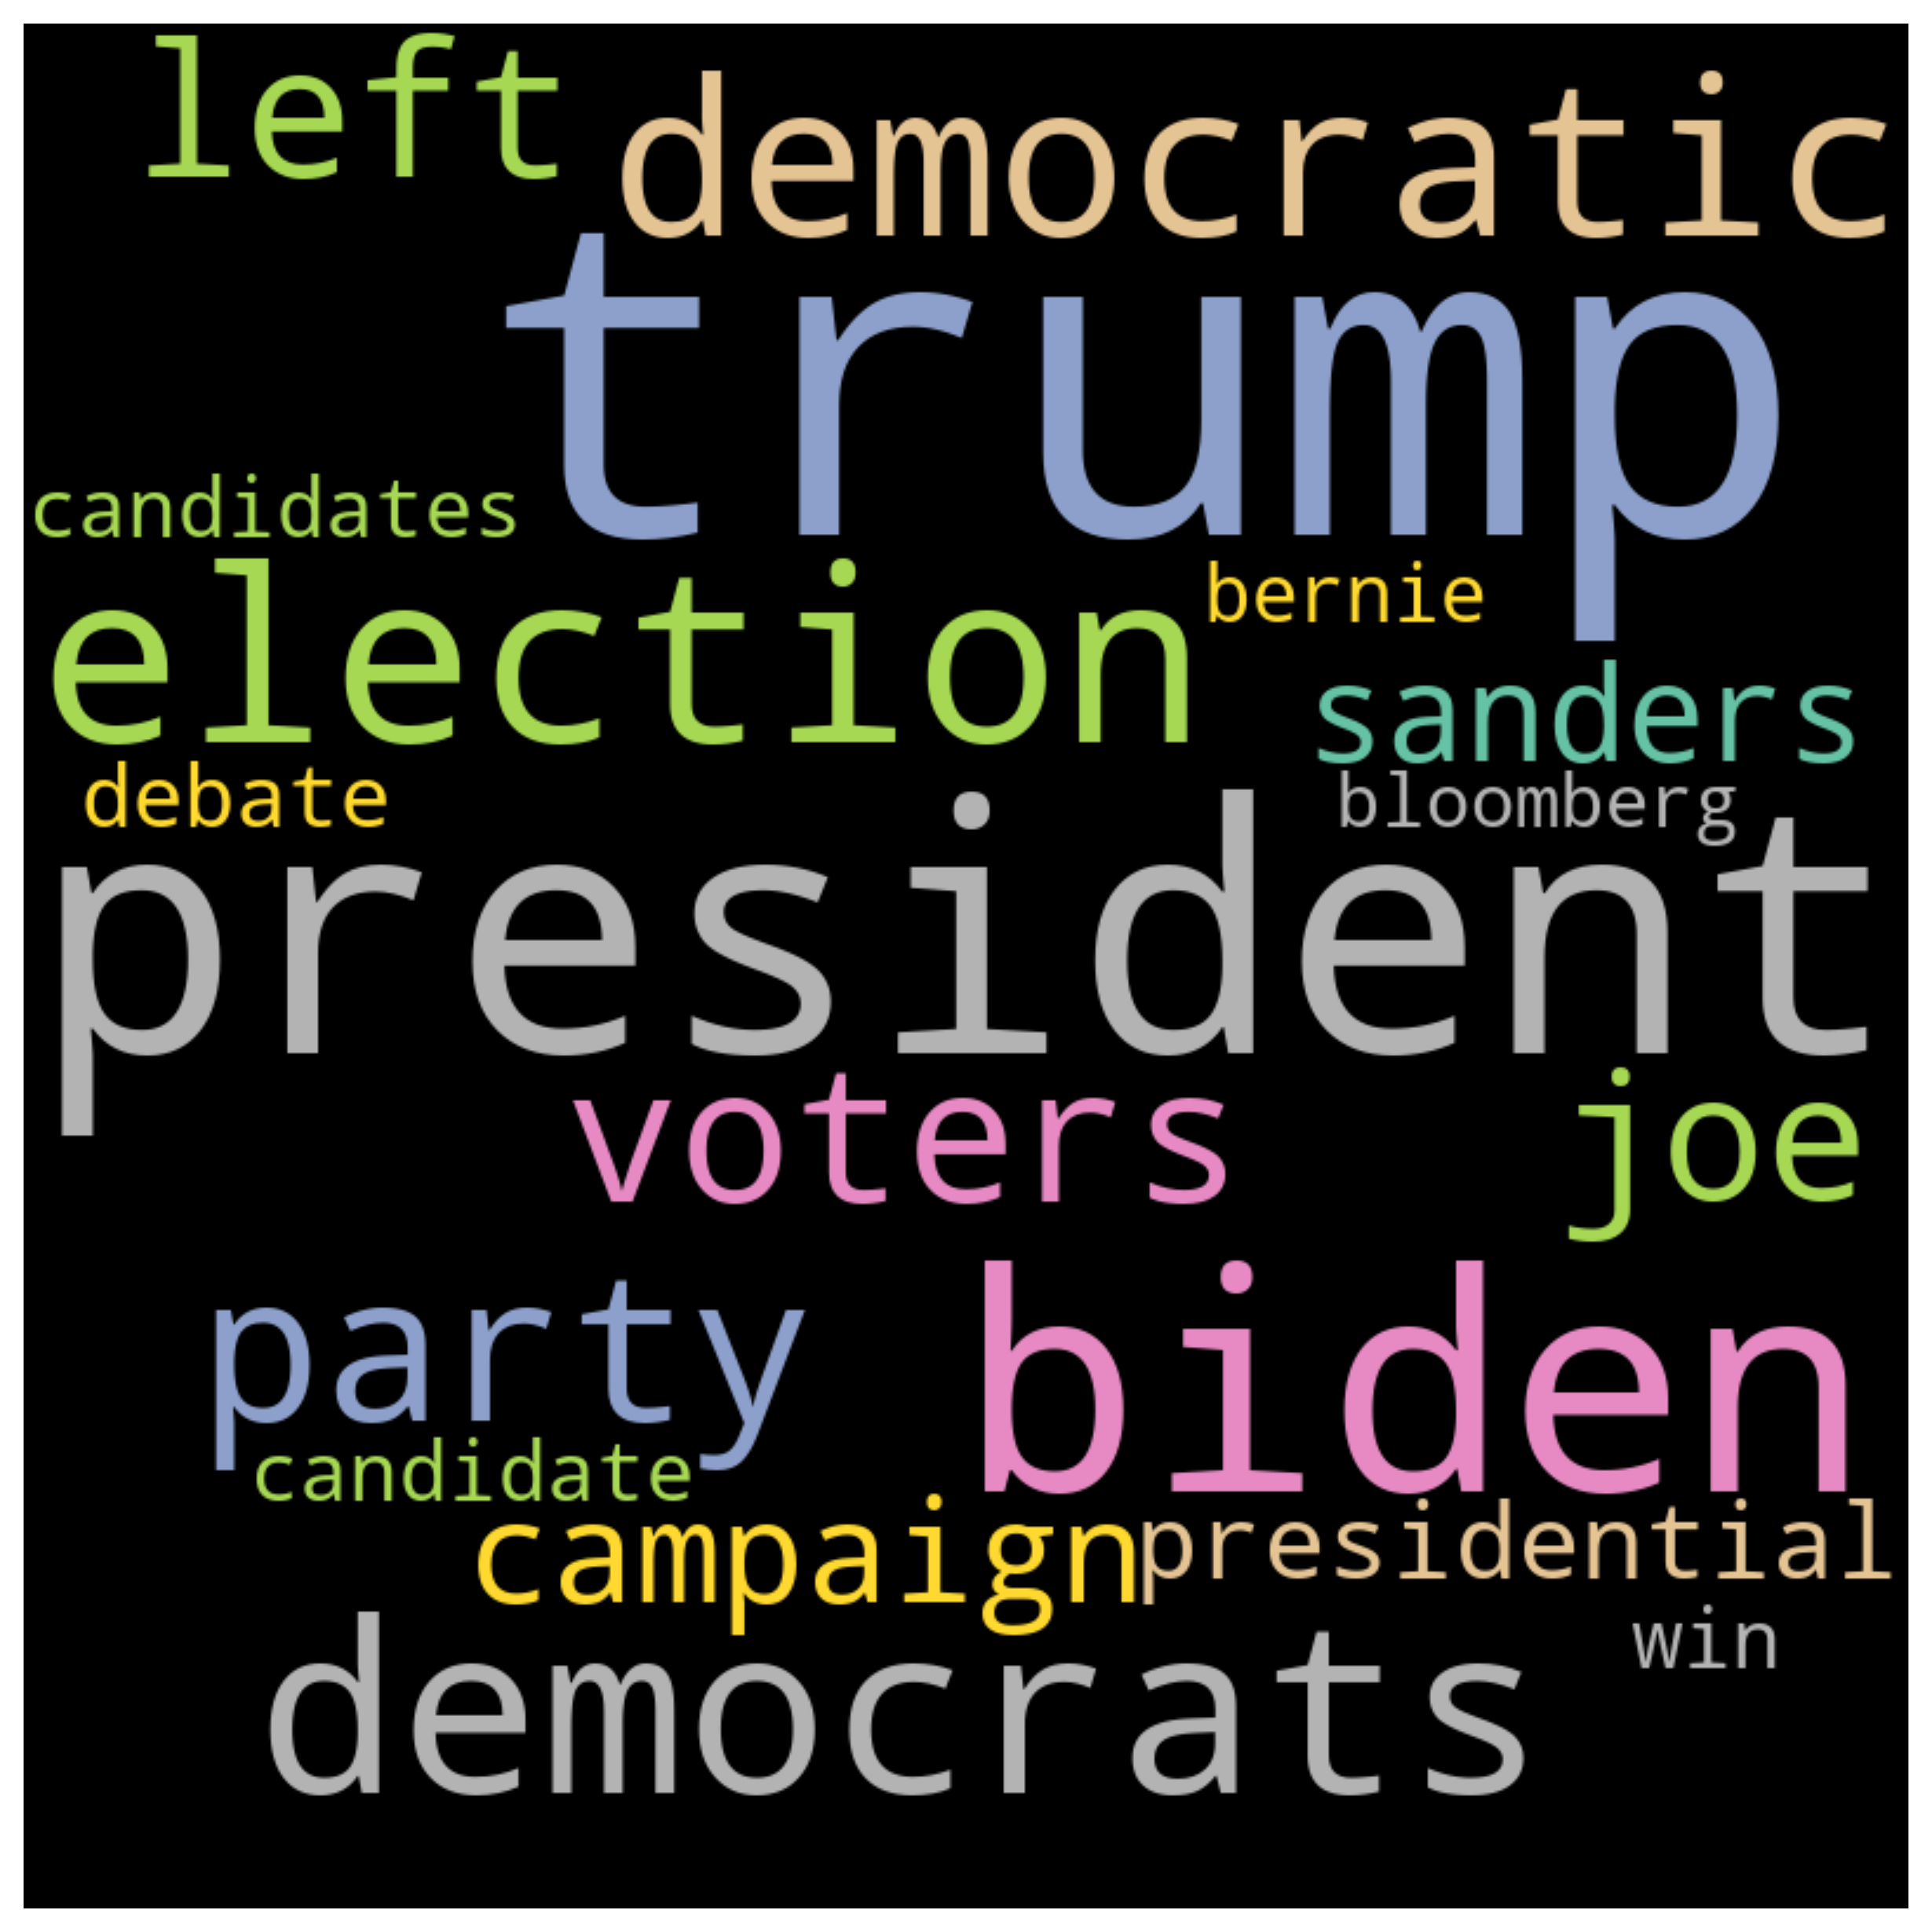 left
democratic
trump
candidates
election
bernie
sanders
debate
bloomberg
president
voters
joe
party
biden
candidate
campaign
presidential
win
democrats